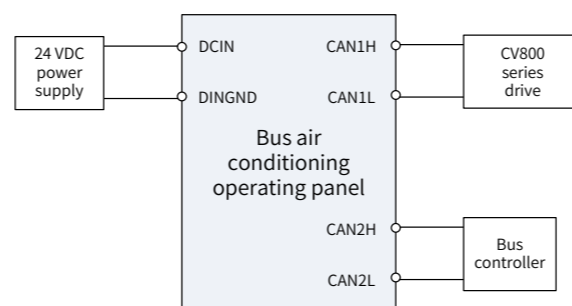 24 VDC
power
supply
DCIN
DINGND
CAN1H
CAN1L
CV800
series
drive
Bus air
conditioning
operating panel
CAN2H
CAN2L
Bus
controller